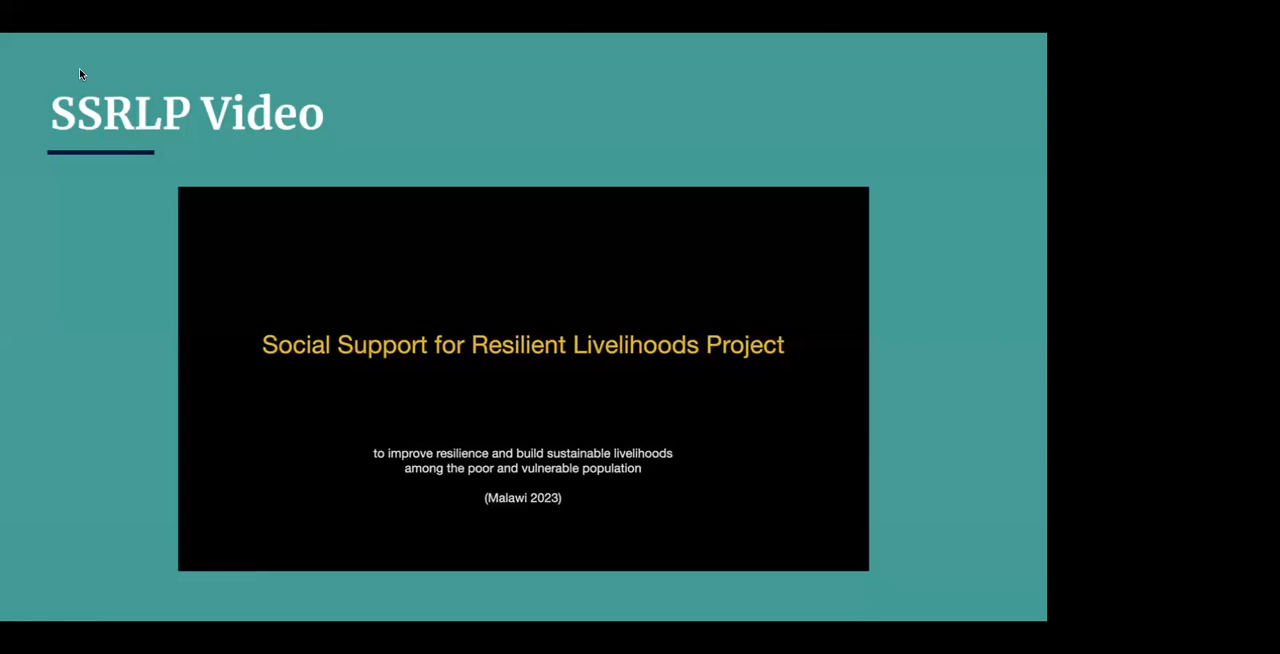 SSRLP Video
Social Support for Resilient Livelihoods Project
to improve resilience and build sustainable livelihoods
among the poor and vulnerable population
(Malawi 2023)